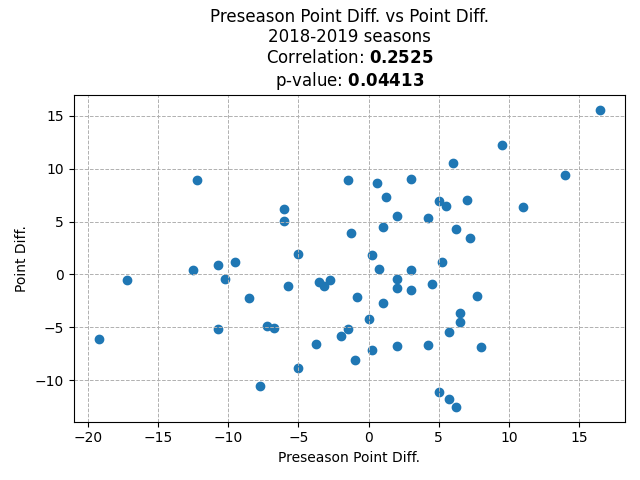 Preseason Point Diff. vs Point Diff.
2018-2019 seasons
Correlation: 0.2525
p-value: 0.04413
15
10
5
0
−5
−10
Point Diff.
−20 −15 −10 −5 0 5 10 15
Preseason Point Diff.